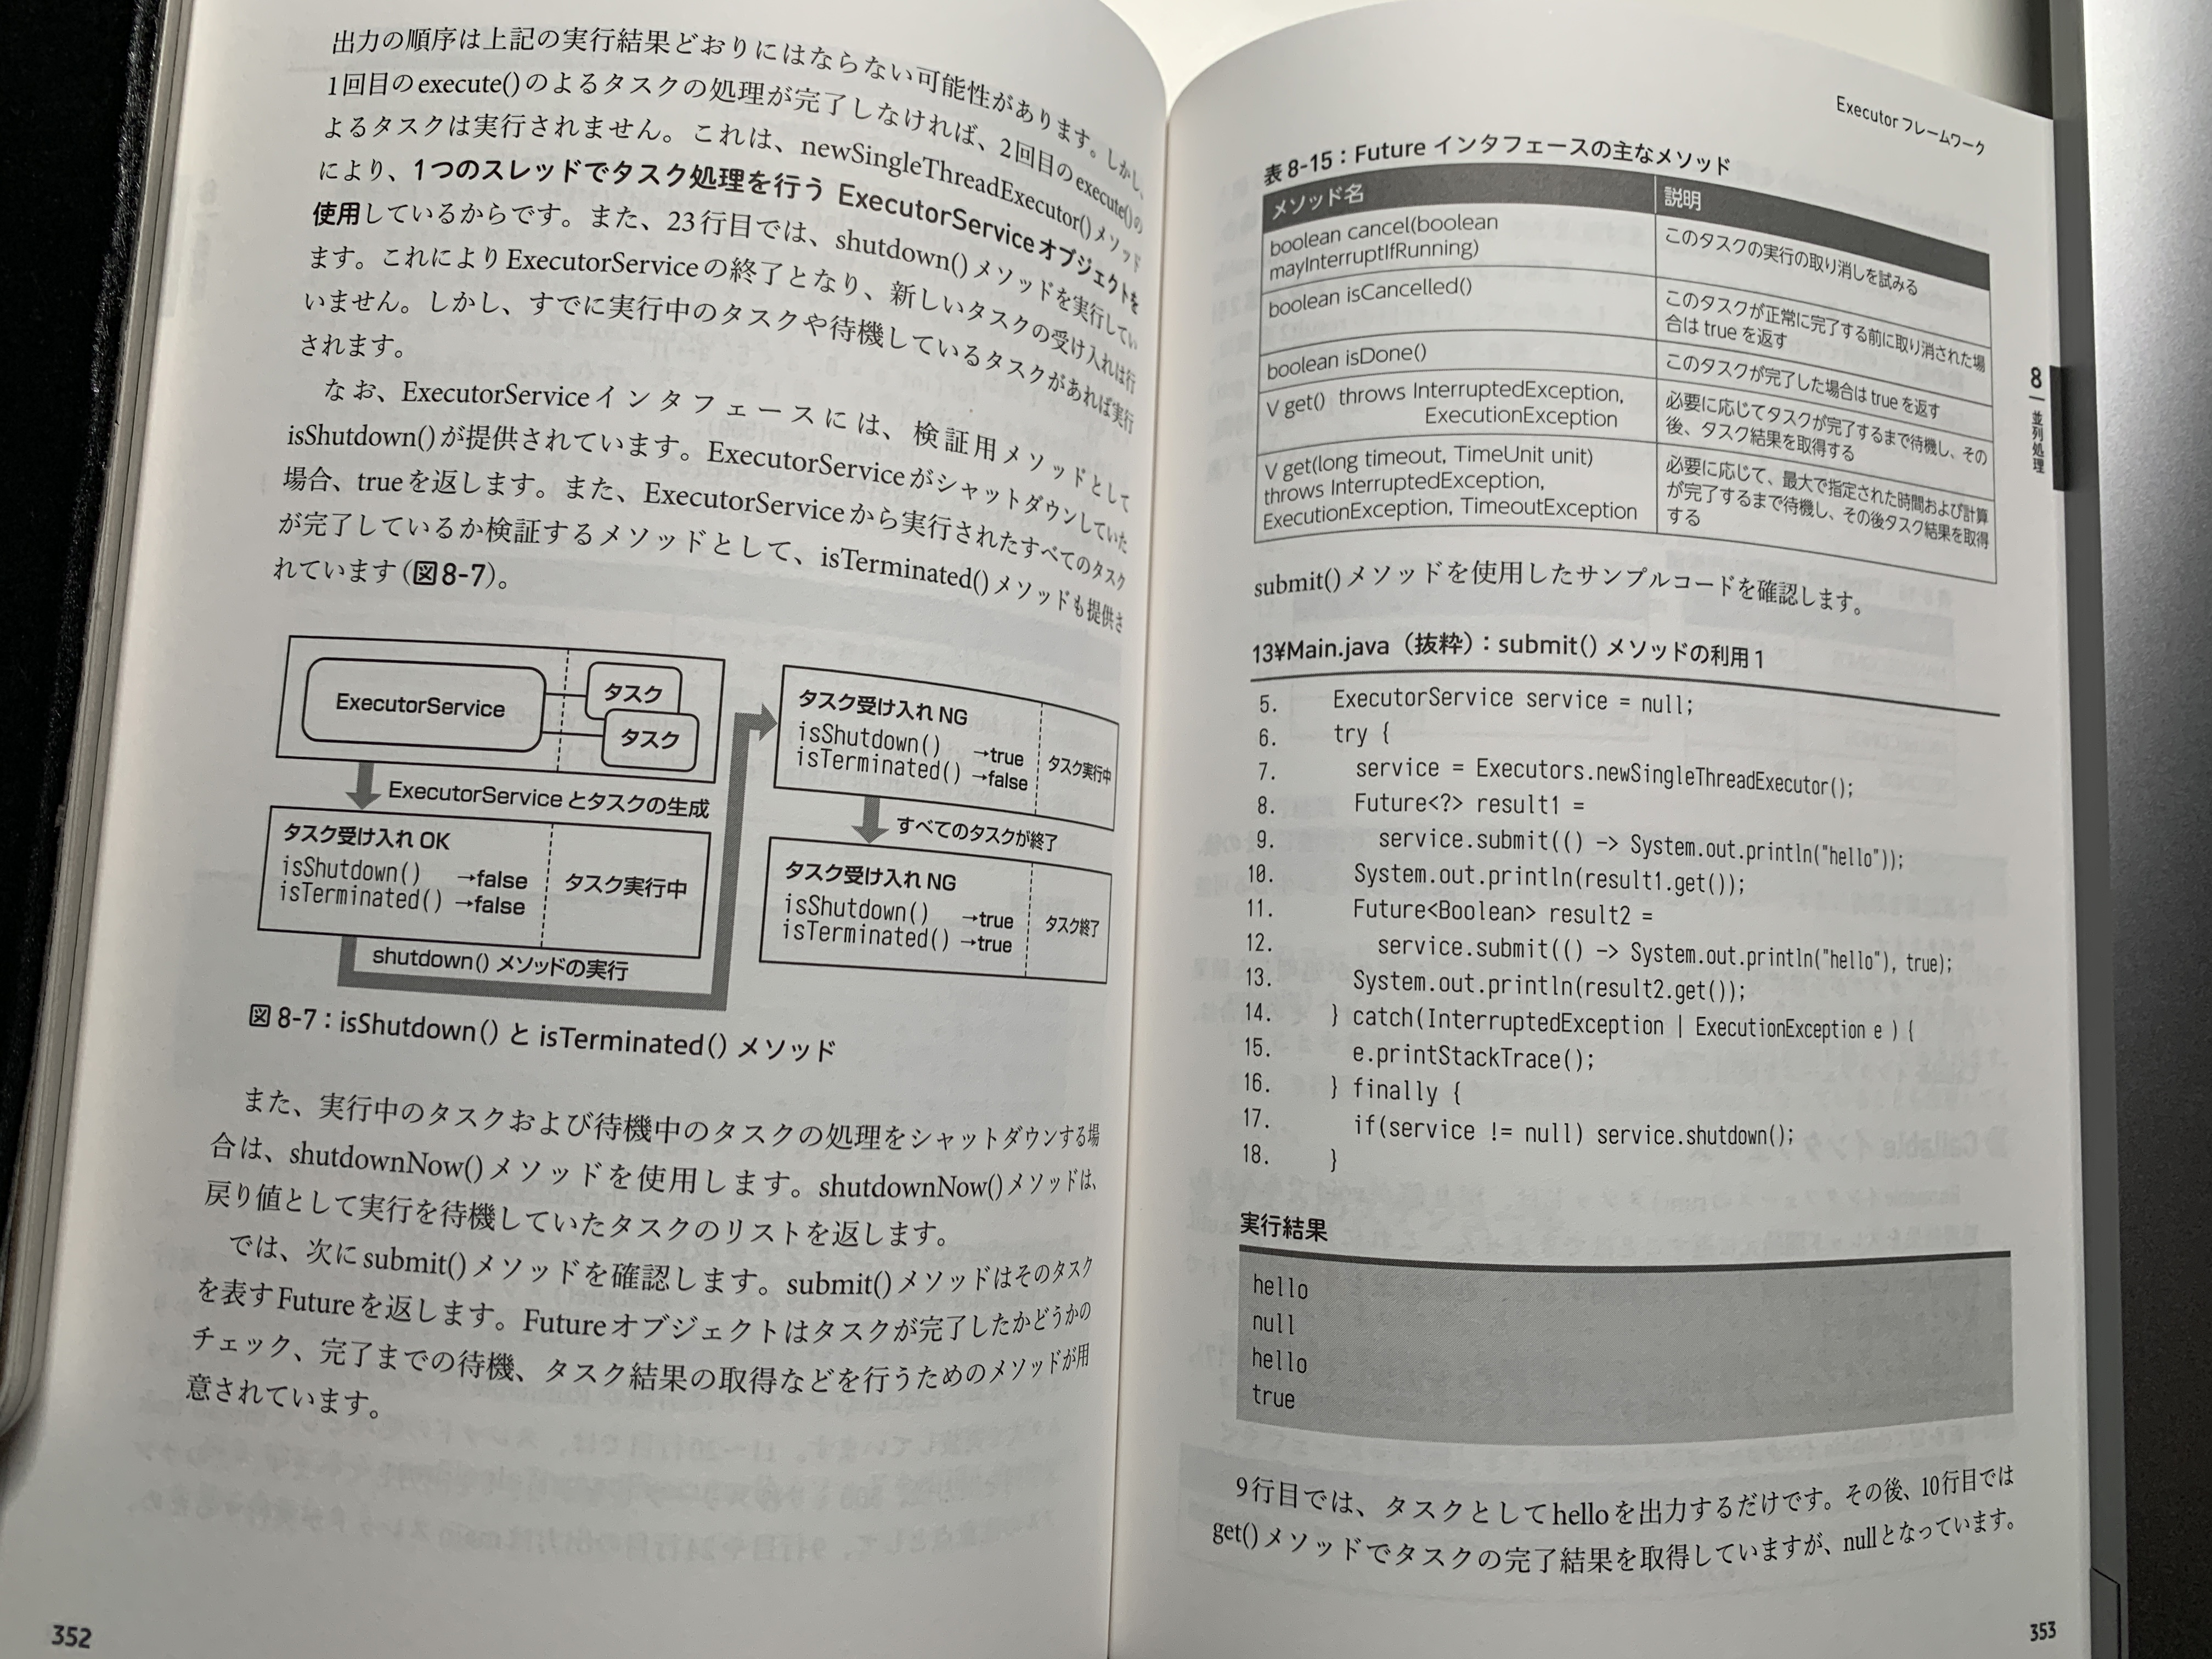 出力の順序は上記の実行結果どおりにはならない可能性があります。しかし、
1回目のexecute()のよるタスクの処理が完了しなければ、2回目のexecute()の
よるタスクは実行されません。これは、newSingleThreadExecutor()メソッド
により、1つのスレッドでタスク処理を行う ExecutorServiceオブジェクトを
使用しているからです。また、23行目では、shutdown()メソッドを実行してい
ます。これによりExecutorServiceの終了となり、新しいタスクの受け入れは行
いません。しかし、すでに実行中のタスクや待機しているタスクがあれば実行
されます。
なお、ExecutorServiceインタフェースには、検証用メソッドとして
isShutdown()が提供されています。ExecutorServiceがシャットダウンしていた
場合、trueを返します。また、ExecutorServiceから実行されたすべてのタスク
が完了しているか検証するメソッドとして、isTerminated()メソッドも提供さ
れています(図8-7)。
ExecutorService
タスク
タスク
ExecutorServiceとタスクの生成
タスク受け入れ OK
isShutdown() →false
isTerminated() →false
タスク実行中
shutdown() メソッドの実行
タスク受け入れ NG
isShutdown() →true
isTerminated() →false
タスク実行中
すべてのタスクが終了
タスク受け入れ NG
isShutdown() →true
isTerminated() →true
タスク終了
図8-7：isShutdown() と isTerminated() メソッド
また、実行中のタスクおよび待機中のタスクの処理をシャットダウンする場
合は、shutdownNow()メソッドを使用します。shutdownNow()メソッドは、
戻り値として実行を待機していたタスクのリストを返します。
では、次にsubmit()メソッドを確認します。submit()メソッドはそのタスク
を表すFutureを返します。Futureオブジェクトはタスクが完了したかどうかの
チェック、完了までの待機、タスク結果の取得などを行うためのメソッドが用
意されています。
352
Executor フレームワーク
表8-15：Future インタフェースの主なメソッド
メソッド名 説明
boolean cancel(boolean
mayInterruptIfRunning)
このタスクの実行の取り消しを試みる
boolean isCancelled()
このタスクが正常に完了する前に取り消された場
合は true を返す
boolean isDone()
このタスクが完了した場合は true を返す
V get() throws InterruptedException,
ExecutionException
必要に応じてタスクが完了するまで待機し、その
後、タスク結果を取得する
V get(long timeout, TimeUnit unit)
throws InterruptedException,
ExecutionException, TimeoutException
必要に応じて、最大で指定された時間および計算
が完了するまで待機し、その後タスク結果を取得
する
8
並列処理
submit()メソッドを使用したサンプルコードを確認します。
13¥Main.java（抜粋）：submit() メソッドの利用1
5. ExecutorService service = null;
6. try {
7. service = Executors.newSingleThreadExecutor();
8. Future<?> result1 =
9. service.submit(() -> System.out.println("hello"));
10. System.out.println(result1.get());
11. Future<Boolean> result2 =
12. service.submit(() -> System.out.println("hello"), true);
13. System.out.println(result2.get());
14. } catch(InterruptedException | ExecutionException e ) {
15. e.printStackTrace();
16. } finally {
17. if(service != null) service.shutdown();
18. }
実行結果
hello
null
hello
true
9行目では、タスクとしてhelloを出力するだけです。その後、10行目では
get()メソッドでタスクの完了結果を取得していますが、nullとなっています。
353